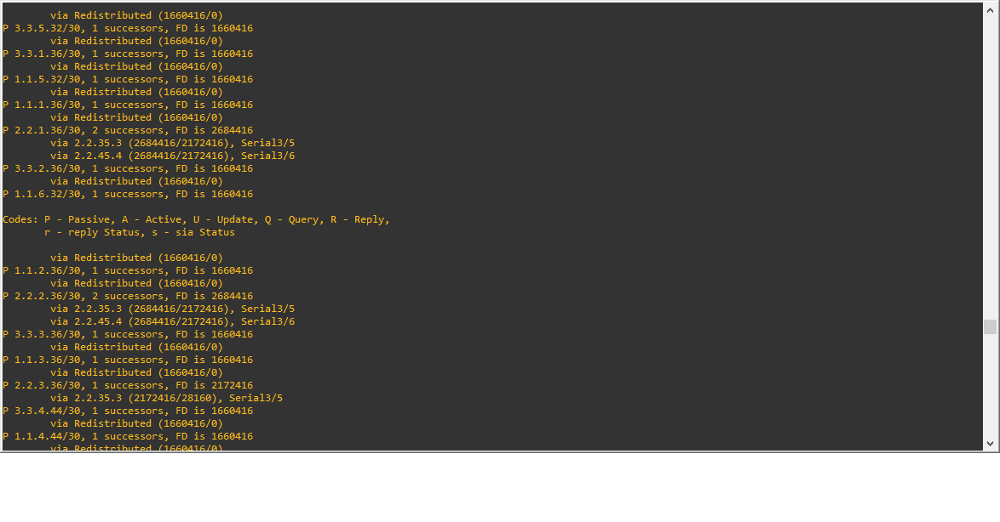 via Redistributed (1660416/0)
P 3.3.5.32/30, 1 successors, FD is 1660416
via Redistributed (1660416/0)
P 3.3.1.36/30, 1 successors, FD is 1660416
via Redistributed (1660416/0)
P 1.1.5.32/30, 1 successors, FD is 1660416
via Redistributed (1660416/0)
P 1.1.1.36/30, 1 successors, FD is 1660416
via Redistributed (1660416/0)
P 2.2.1.36/30, 2 successors, FD is 2684416
via 2.2.35.3 (2684416/2172416), Serial3/5
via 2.2.45.4 (2684416/2172416), Serial3/6
P 3.3.2.36/30, 1 successors, FD is 1660416
via Redistributed (1660416/0)
P 1.1.6.32/30, 1 successors, FD is 1660416
Codes: P - Passive, A - Active, U - Update, Q - Query, R - Reply,
r - reply Status, s - sia Status
via Redistributed (1660416/0)
P 1.1.2.36/30, 1 successors, FD is 1660416
via Redistributed (1660416/0)
P 2.2.2.36/30, 2 successors, FD is 2684416
via 2.2.35.3 (2684416/2172416), Serial3/5
via 2.2.45.4 (2684416/2172416), Serial3/6
P 3.3.3.36/30, 1 successors, FD is 1660416
via Redistributed (1660416/0)
P 1.1.3.36/30, 1 successors, FD is 1660416
via Redistributed (1660416/0)
P 2.2.3.36/30, 1 successors, FD is 2172416
via 2.2.35.3 (2172416/28160), Serial3/5
P 3.3.4.44/30, 1 successors, FD is 1660416
via Redistributed (1660416/0)
P 1.1.4.44/30, 1 successors, FD is 1660416
via Redistributed (1660416/0)